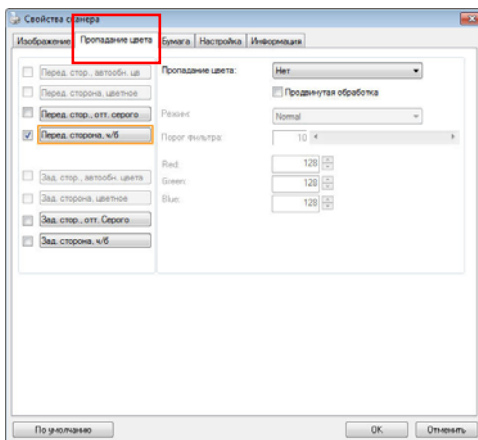 Свойства сканера
Изображение Пропадание цвета Бумага Настройка Информация
Перед. стор., автообн. цв
Перед. сторона, цветное
Перед. стор., отт. серого
Перед. сторона, ч/б
Зад. стор., автообн. цвета
Зад. сторона, цветное
Зад. стор., отт. Серого
Зад. сторона, ч/б
Пропадание цвета: Нет
Продвинутая обработка
Режим: Normal
Порог фильтра: 10
Red: 128
Green: 128
Blue: 128
По умолчанию OK Отменить